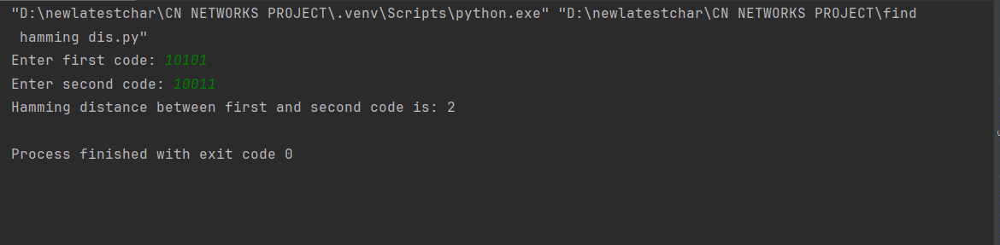 "D:\newlatestchar\CN NETWORKS PROJECT\.venv\Scripts\python.exe" "D:\newlatestchar\CN NETWORKS PROJECT\find
hamming dis.py"
Enter first code: 10101
Enter second code: 10011
Hamming distance between first and second code is: 2
Process finished with exit code 0